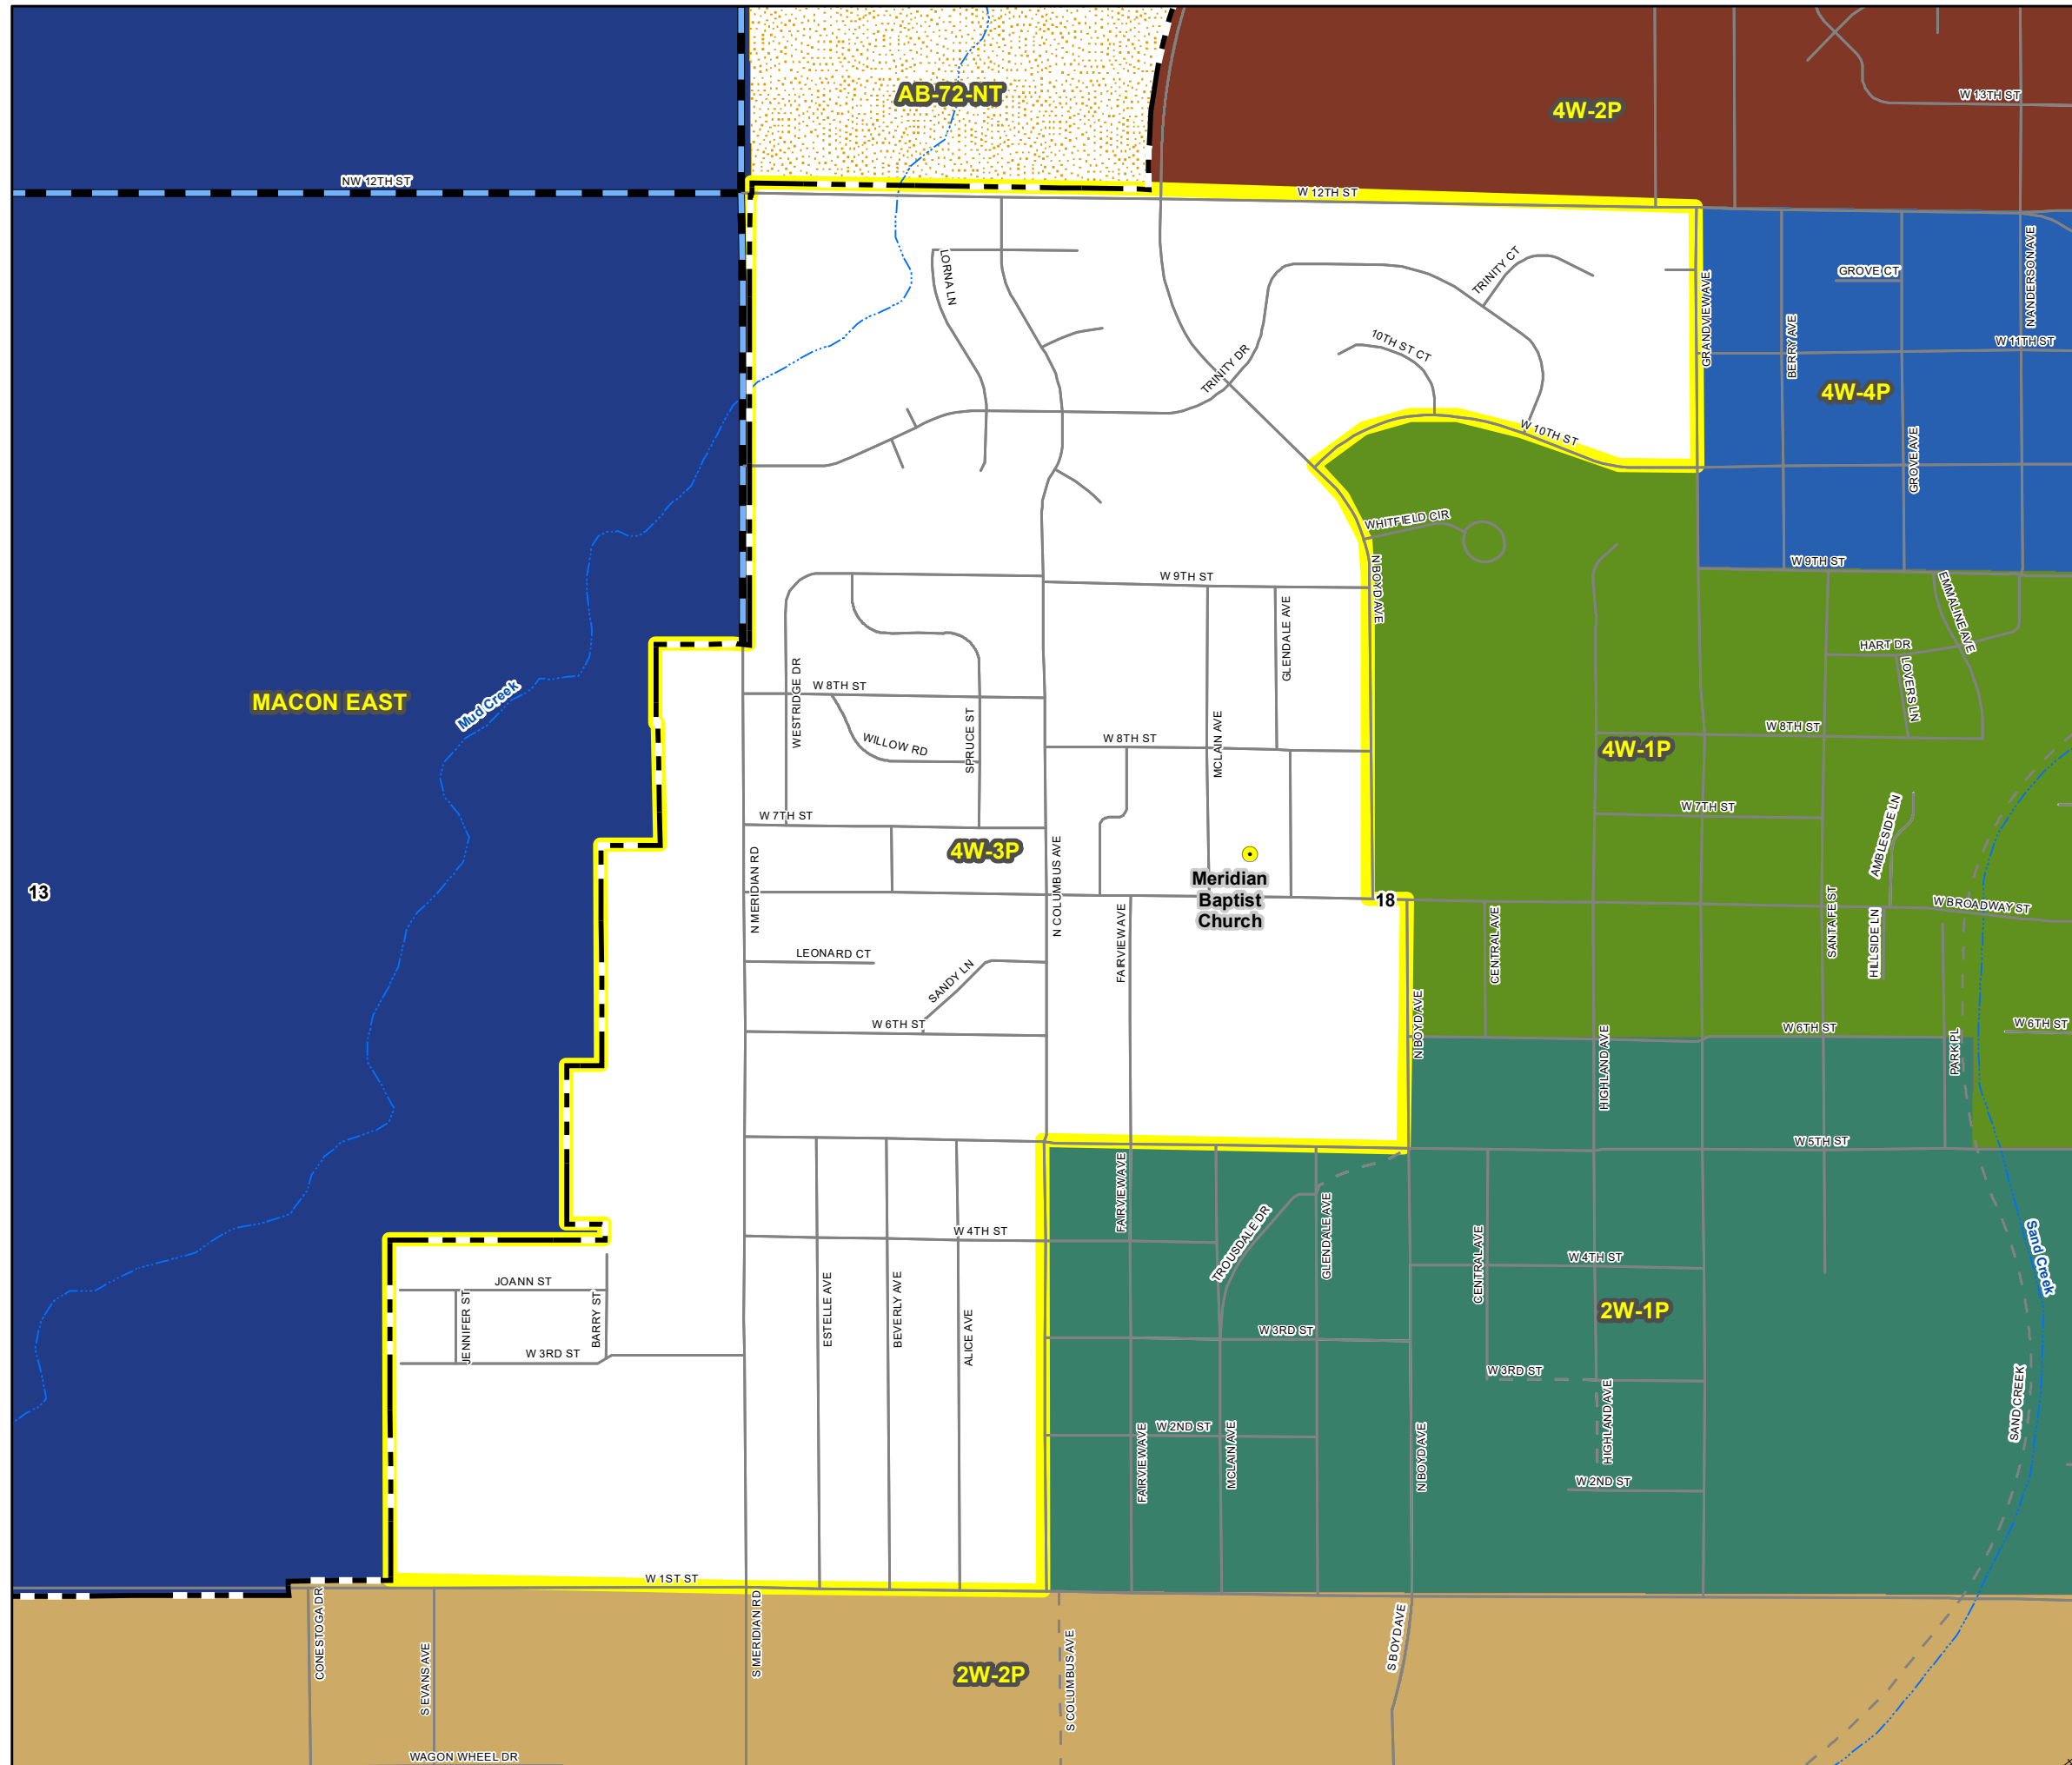 AB-72-NT
4W-2P
W 13TH ST
NW 12TH ST
W 12TH ST
LORNA LN
TRINITY CT
GRANDVIEW AVE
GROVE CT
N ANDERSON AVE
BERRY AVE
W 11TH ST
10TH ST CT
TRINITY DR
4W-4P
W 10TH ST
GROVE AVE
WHITFIELD CIR
W 9TH ST
N BOYD AVE
W 9TH ST
GLENDALE AVE
EMMALINE AVE
HART DR
LOVERS LN
MACON EAST
Mud Creek
WESTRIDGE DR
W 8TH ST
WILLOW RD
SPRUCE ST
W 8TH ST
MCLAIN AVE
4W-1P
W 8TH ST
W 7TH ST
4W-3P
W 7TH ST
AMBLESIDE LN
N MERIDIAN RD
N COLUMBUS AVE
13
Meridian
Baptist
Church
18
W BROADWAY ST
FAIRVIEW AVE
CENTRAL AVE
SANTA FE ST
HILLSIDE LN
LEONARD CT
SANDY LN
W 6TH ST
N BOYD AVE
HIGHLAND AVE
W 6TH ST
W 6TH ST
PARK PL
W 5TH ST
FAIRVIEW AVE
W 4TH ST
TROUSDALE DR
GLENDALE AVE
CENTRAL AVE
W 4TH ST
Sand Creek
JOANN ST
JENNIFER ST
BARRY ST
W 3RD ST
ESTELLE AVE
BEVERLY AVE
ALICE AVE
W 3RD ST
2W-1P
W 3RD ST
SAND CREEK
W 2ND ST
FAIRVIEW AVE
MCLAIN AVE
N BOYD AVE
HIGHLAND AVE
W 2ND ST
W 1ST ST
CONESTOGA DR
S EVANS AVE
S MERIDIAN RD
2W-2P
S COLUMBUS AVE
S BOYD AVE
WAGON WHEEL DR